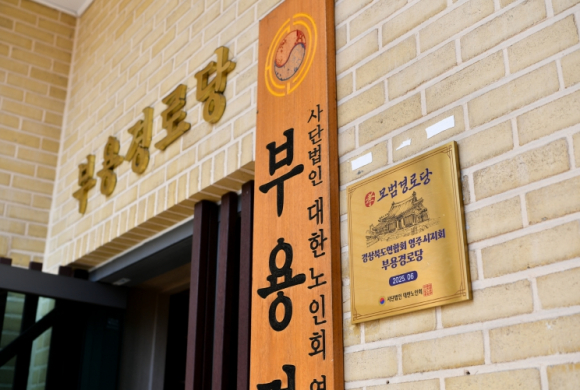 부용경로당
사단법인 대한노인회
부용경
모범경로당
경상북도연합회 영주시지회
부용경로당
2025. 06
사단법인 대한노인회